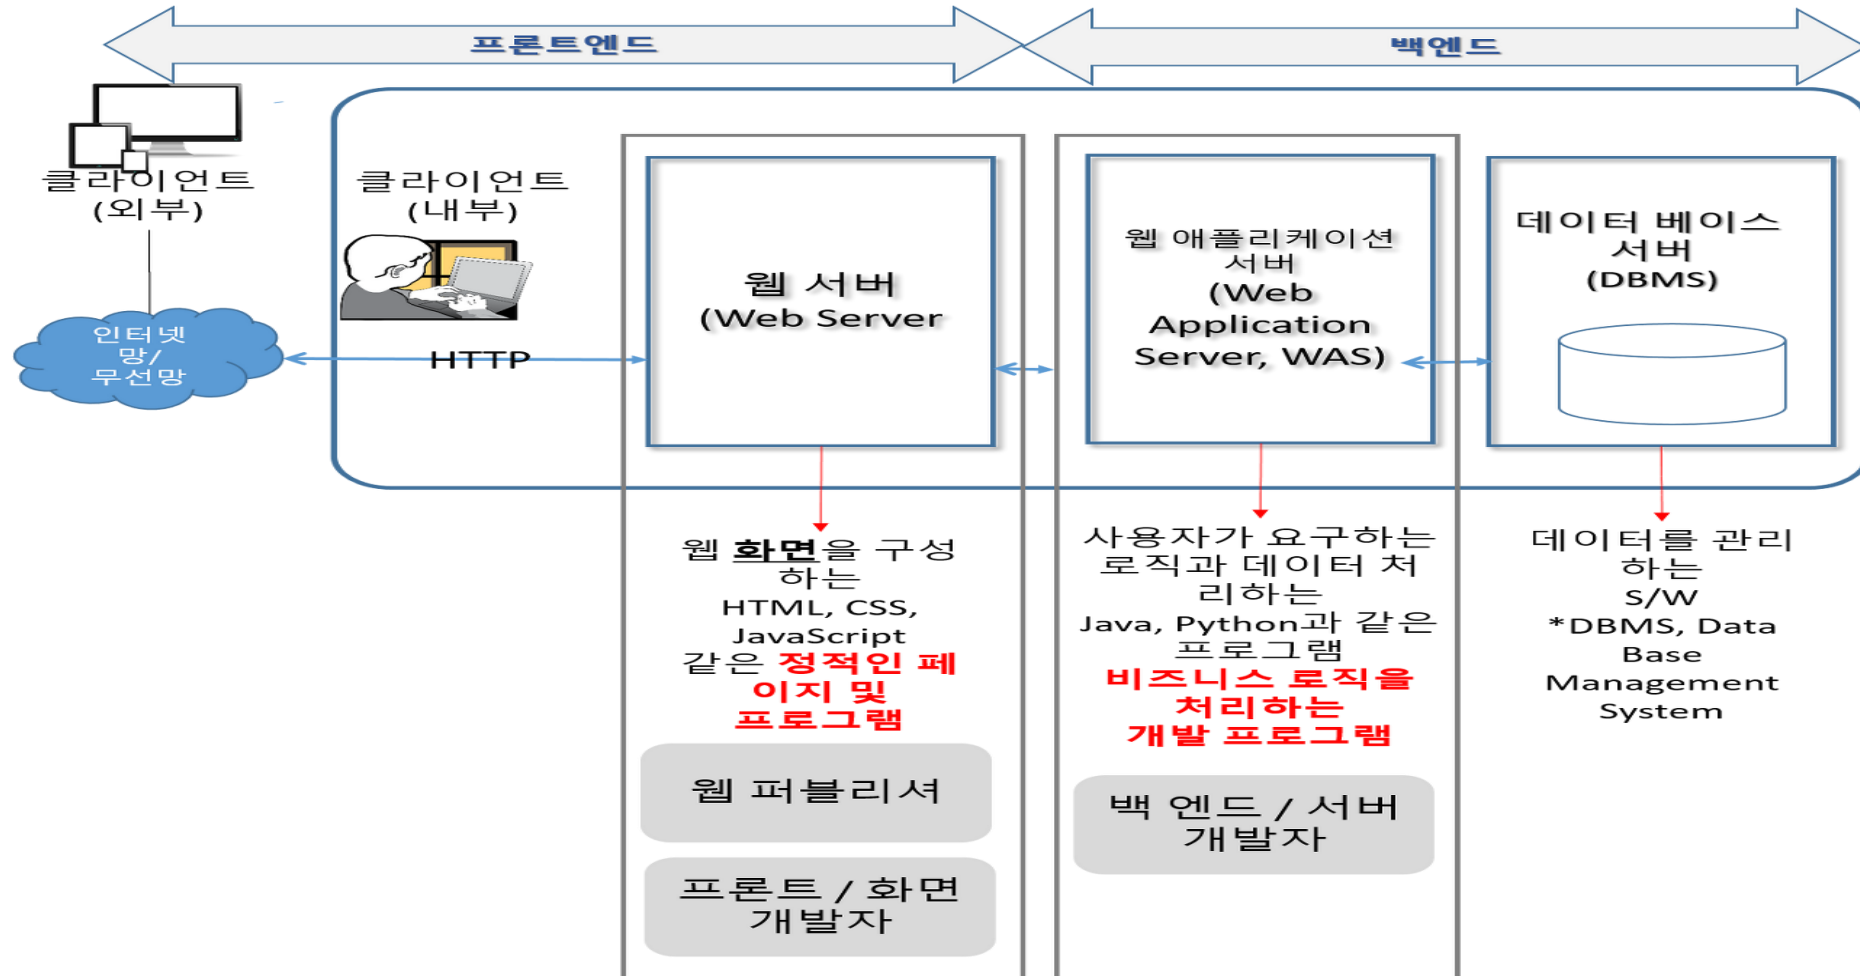 프론트엔드
백엔드
클라이언트
(외부)
인터넷
망/
무선망
클라이언트
(내부)
HTTP
웹 서버
(Web Server
웹 애플리케이션
서버
(Web
Application
Server, WAS)
데이터 베이스
서버
(DBMS)
웹 화면을 구성
하는
HTML, CSS,
JavaScript
같은 정적인 페
이지 및
프로그램
웹 퍼블리셔
프론트 / 화면
개발자
사용자가 요구하는
로직과 데이터 처
리하는
Java, Python과 같은
프로그램
비즈니스 로직을
처리하는
개발 프로그램
백 엔드 / 서버
개발자
데이터를 관리
하는
S/W
*DBMS, Data
Base
Management
System